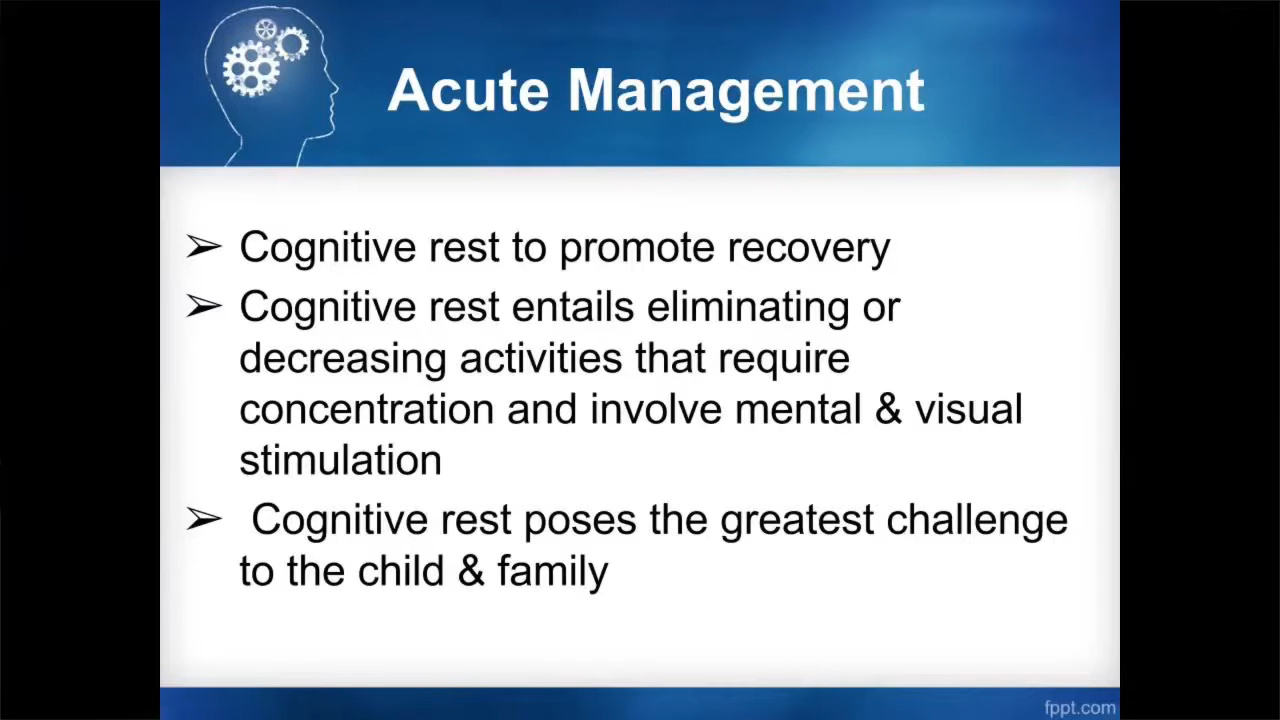 Acute Management
➢ Cognitive rest to promote recovery
➢ Cognitive rest entails eliminating or
decreasing activities that require
concentration and involve mental & visual
stimulation
➢ Cognitive rest poses the greatest challenge
to the child & family
fppt.com